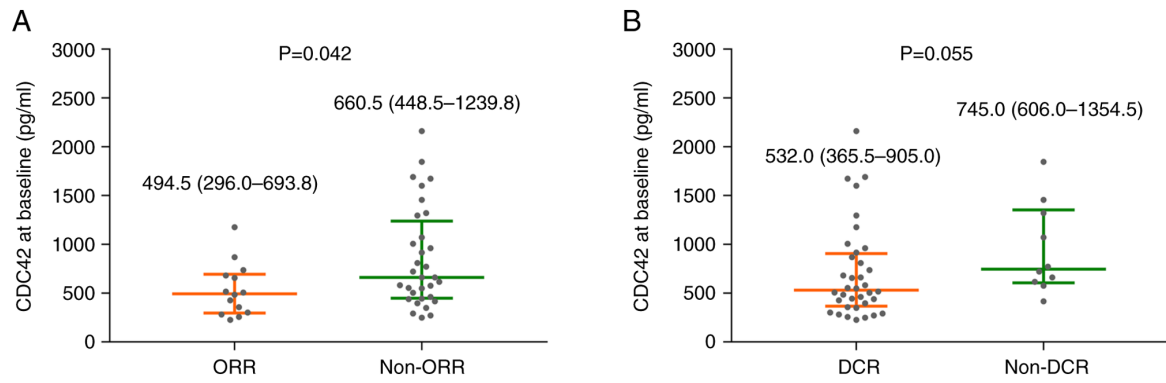 A
P=0.042
3000
2500
2000
1500
1000
500
0
CDC42 at baseline (pg/ml)
494.5 (296.0–693.8)
660.5 (448.5–1239.8)
ORR
Non-ORR
B
P=0.055
3000
2500
2000
1500
1000
500
0
CDC42 at baseline (pg/ml)
532.0 (365.5–905.0)
745.0 (606.0–1354.5)
DCR
Non-DCR